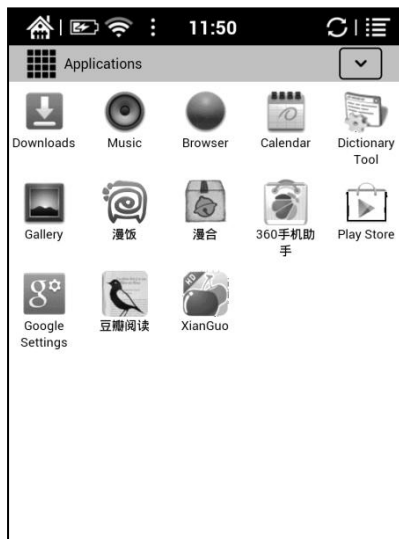 11:50
Applications
Downloads
Music
Browser
Calendar
Dictionary
Tool
Gallery
漫饭
漫合
360手机助
手
Play Store
Google
Settings
豆瓣阅读
XianGuo
HD